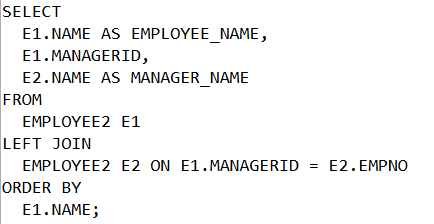 SELECT
  E1.NAME AS EMPLOYEE_NAME,
  E1.MANAGERID,
  E2.NAME AS MANAGER_NAME
FROM
  EMPLOYEE2 E1
LEFT JOIN
  EMPLOYEE2 E2 ON E1.MANAGERID = E2.EMPNO
ORDER BY
  E1.NAME;